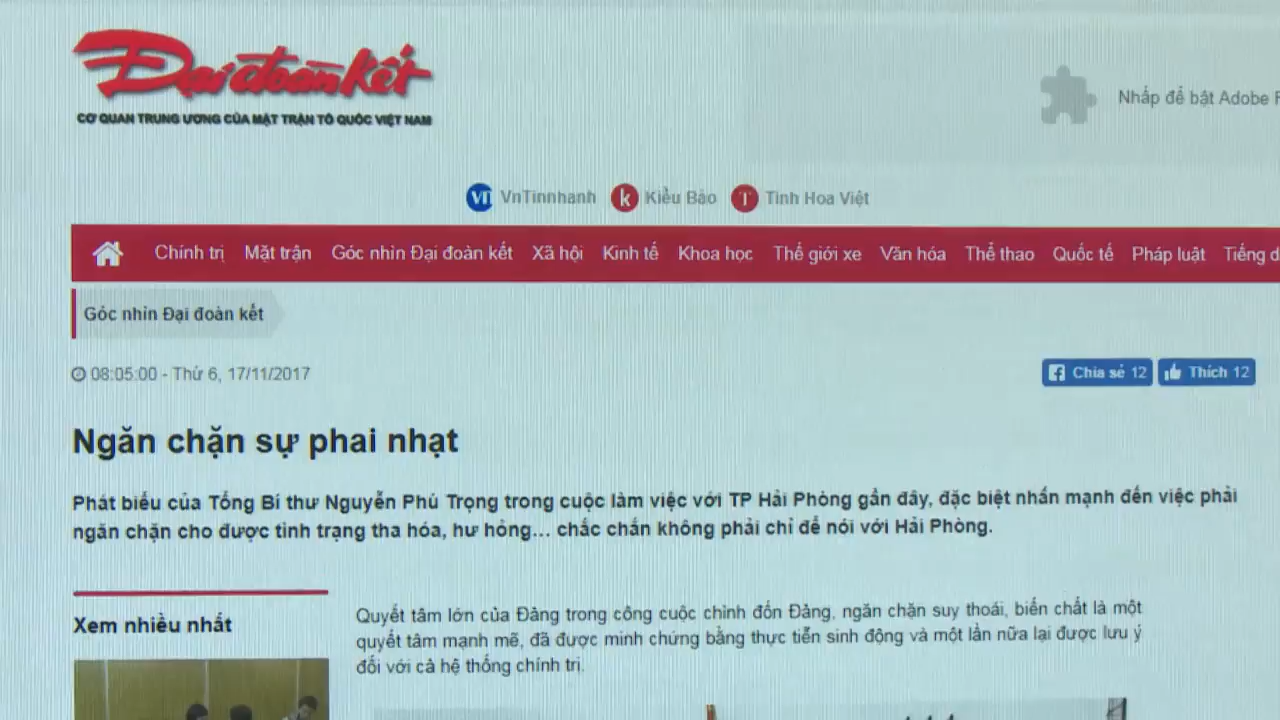 Đại đoàn kết
CƠ QUAN TRUNG ƯƠNG CỦA MẶT TRẬN TỔ QUỐC VIỆT NAM
Nhấp để bật Adobe F
VnTinnhanh Kiều Bào Tinh Hoa Việt
Chính trị Mặt trận Góc nhìn Đại đoàn kết Xã hội Kinh tế Khoa học Thế giới xe Văn hóa Thể thao Quốc tế Pháp luật Tiếng d
Góc nhìn Đại đoàn kết
08:05:00 - Thứ 6, 17/11/2017
Chia sẻ 12 Thích 12
Ngăn chặn sự phai nhạt
Phát biểu của Tổng Bí thư Nguyễn Phú Trọng trong cuộc làm việc với TP Hải Phòng gần đây, đặc biệt nhấn mạnh đến việc phải
ngăn chặn cho được tình trạng tha hóa, hư hỏng... chắc chắn không phải chỉ để nói với Hải Phòng.
Xem nhiều nhất
Quyết tâm lớn của Đảng trong công cuộc chỉnh đốn Đảng, ngăn chặn suy thoái, biến chất là một
quyết tâm mạnh mẽ, đã được minh chứng bằng thực tiễn sinh động và một lần nữa lại được lưu ý
đối với cả hệ thống chính trị.